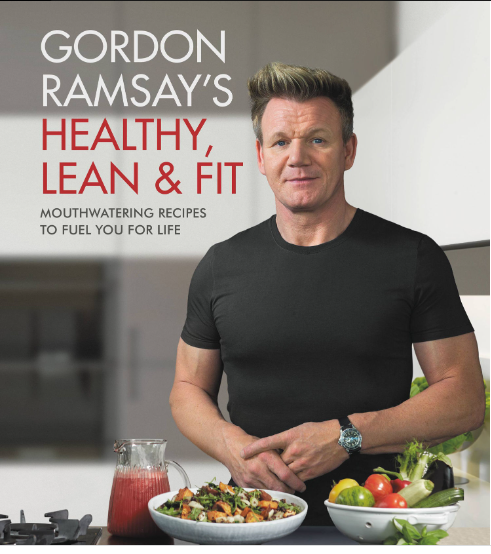 GORDON
RAMSAY'S
HEALTHY,
LEAN & FIT
MOUTHWATERING RECIPES
TO FUEL YOU FOR LIFE